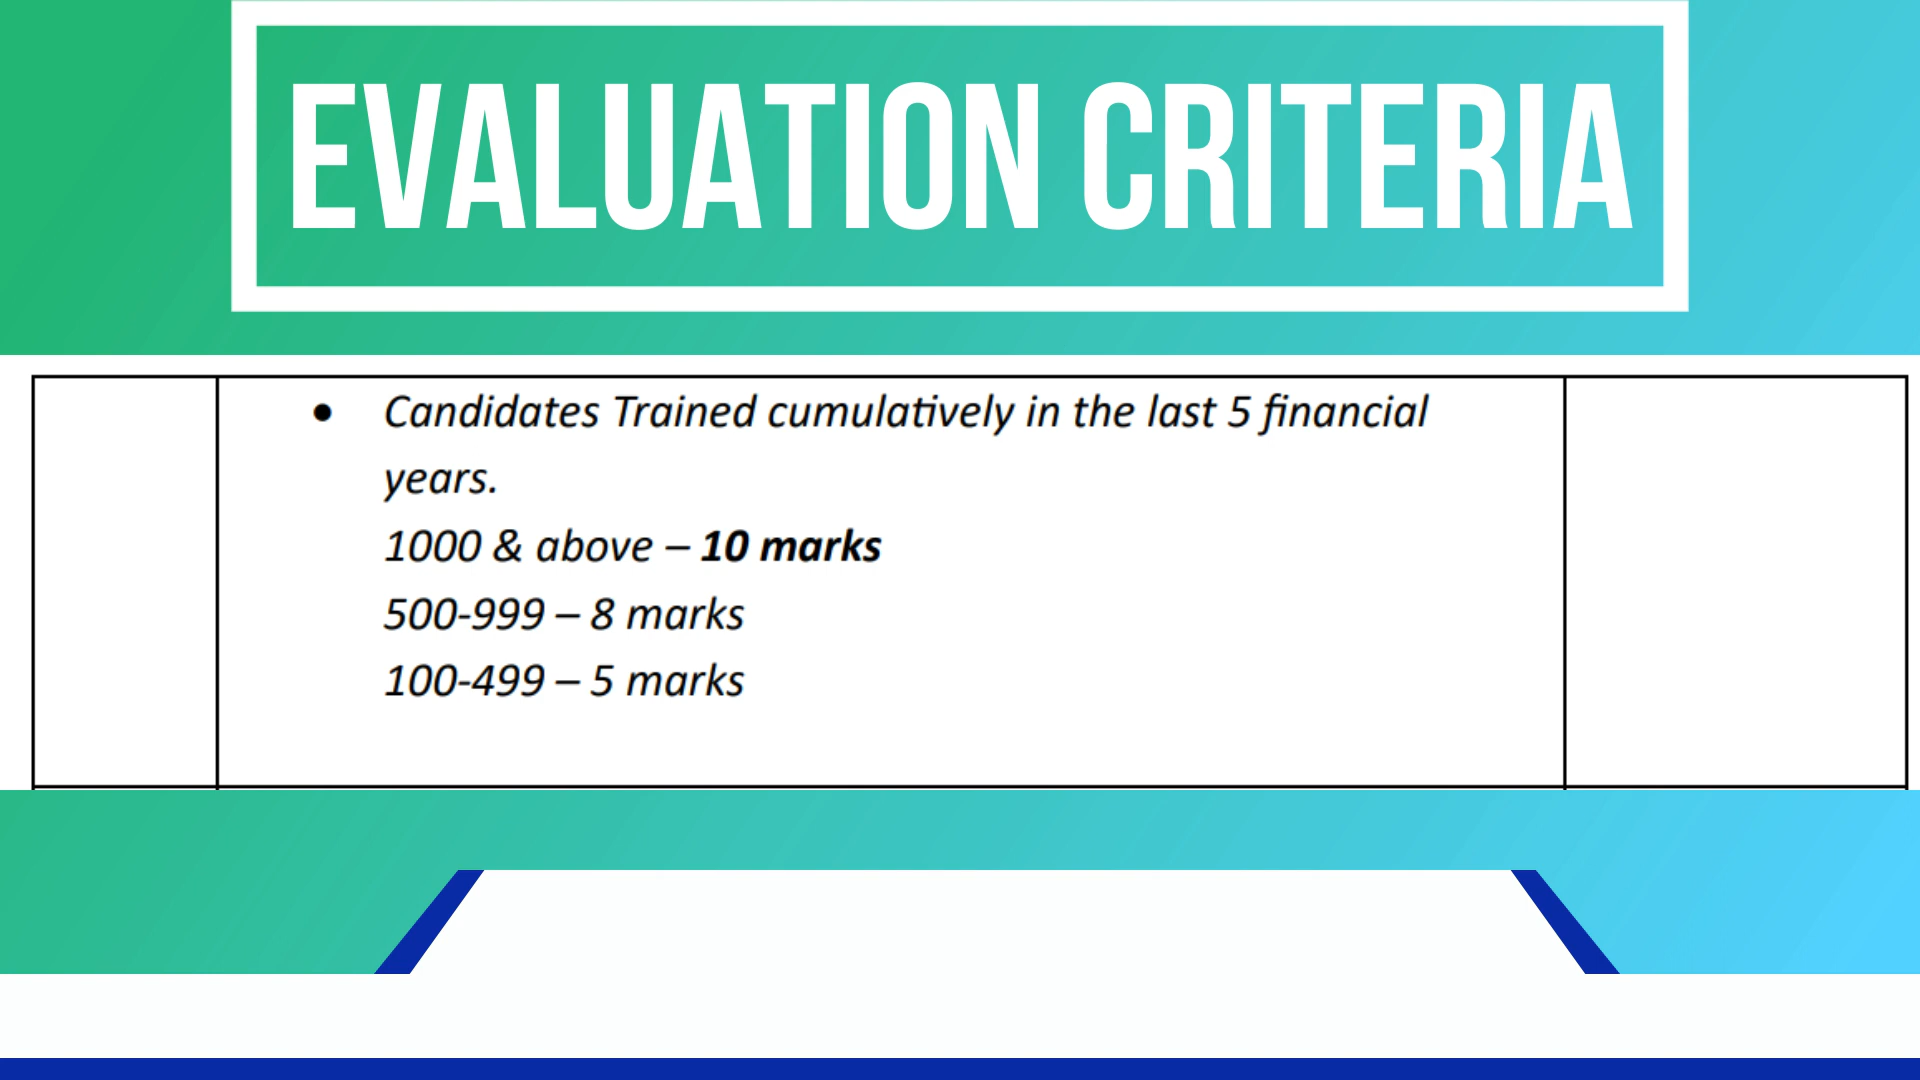 EVALUATION CRITERIA
• Candidates Trained cumulatively in the last 5 financial
years.
1000 & above – 10 marks
500-999 – 8 marks
100-499 – 5 marks